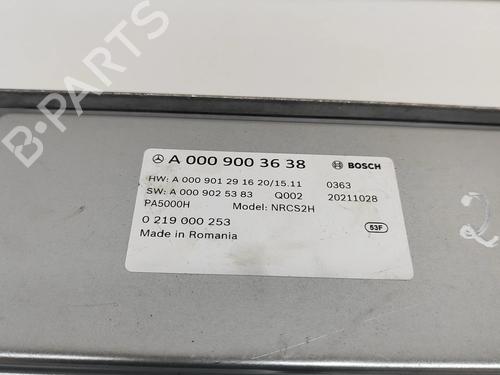 B-PARTS
A 000 900 36 38
BOSCH
HW: A 000 901 29 16 20/15.11 0363
SW: A 000 902 53 83 Q002 20211028
PA5000H Model: NRCS2H
0 219 000 253
Made in Romania
53F
2